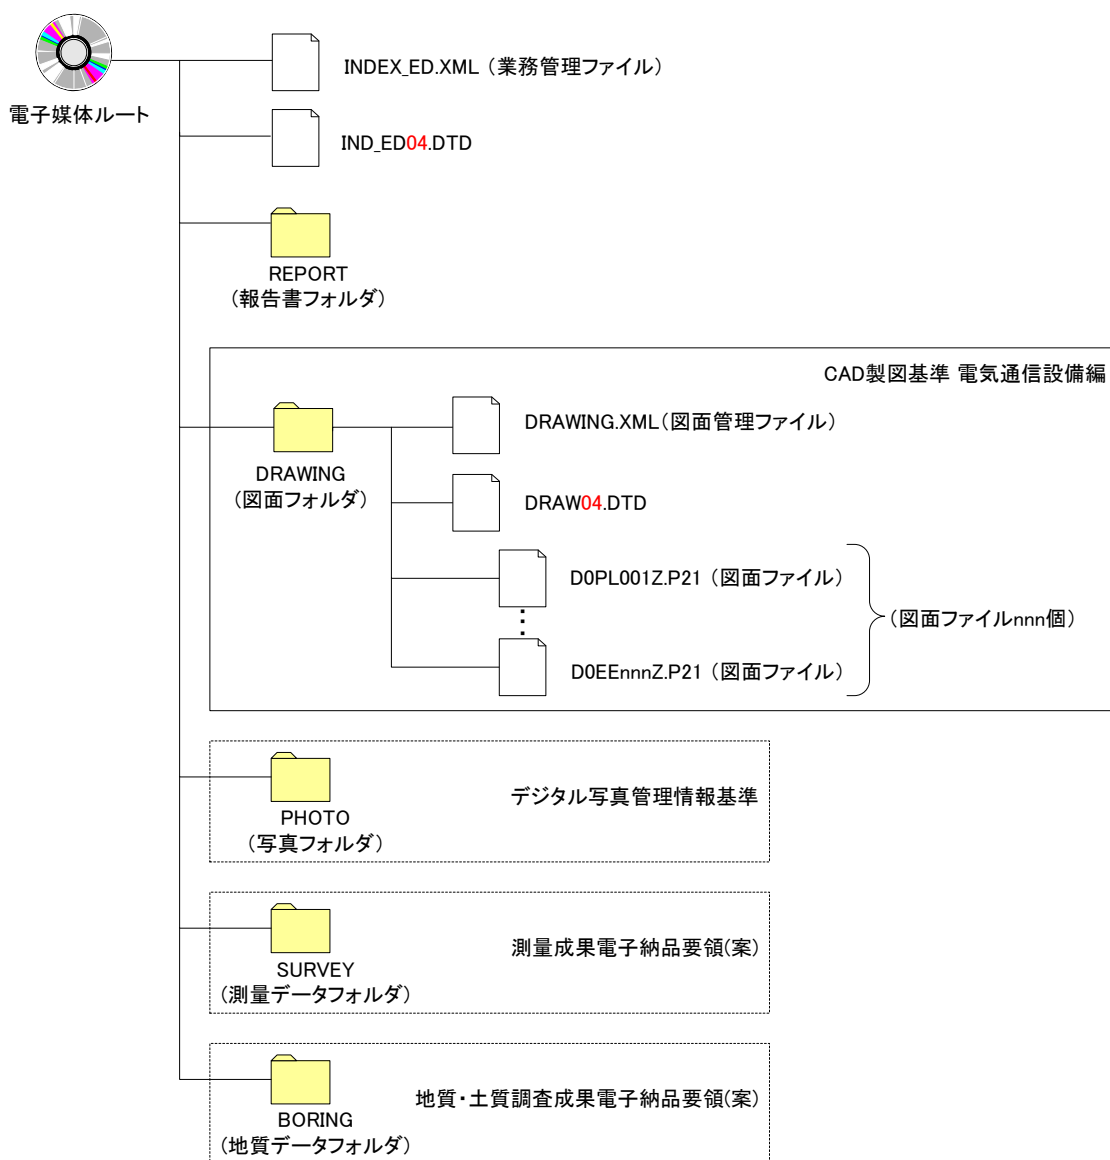 電子媒体ルート
INDEX_ED.XML（業務管理ファイル）
IND_ED04.DTD
REPORT
（報告書フォルダ）
CAD製図基準 電気通信設備編
DRAWING
（図面フォルダ）
DRAWING.XML（図面管理ファイル）
DRAW04.DTD
D0PL001Z.P21（図面ファイル）
D0EEnnnZ.P21（図面ファイル）
（図面ファイルnnn個）
PHOTO
（写真フォルダ）
デジタル写真管理情報基準
SURVEY
（測量データフォルダ）
測量成果電子納品要領(案)
BORING
（地質データフォルダ）
地質・土質調査成果電子納品要領(案)